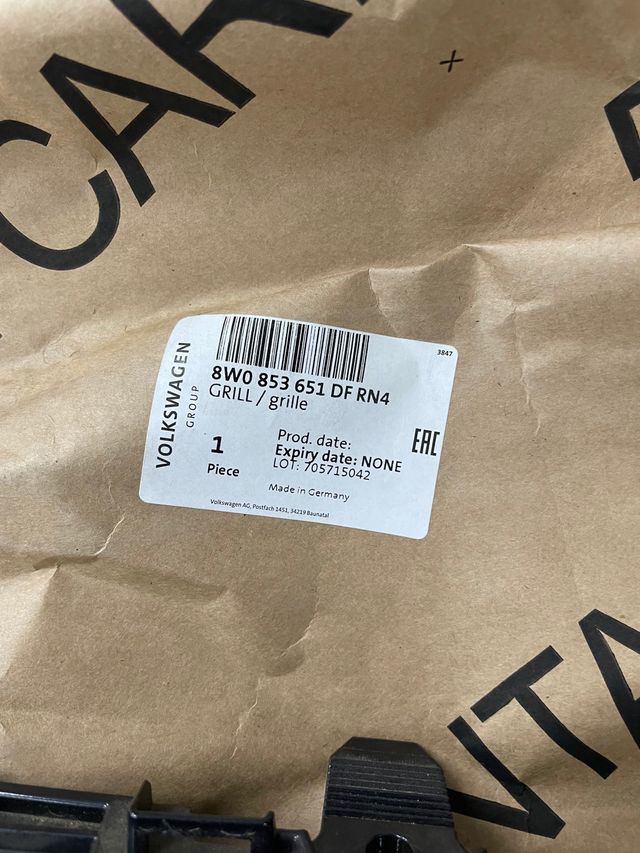 CAR
3847
VOLKSWAGEN
GROUP
8W0 853 651 DF RN4
GRILL / grille
1
Piece
Prod. date:
Expiry date: NONE
LOT: 705715042
EAC
Made in Germany
Volkswagen AG, Postfach 1451, 34219 Baunatal